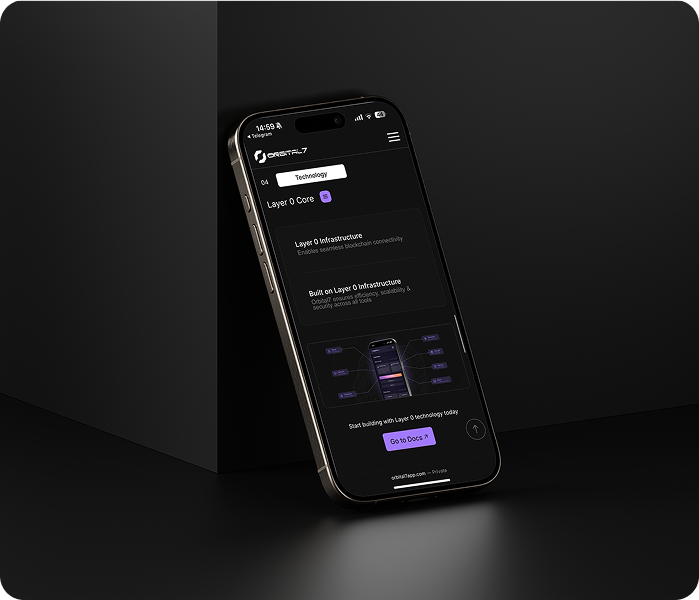 14:59
◀ Telegram
48
ORBITAL7
04
Technology
Layer 0 Core
Layer 0 Infrastructure
Enables seamless blockchain connectivity
Built on Layer 0 Infrastructure
Orbital7 ensures efficiency, scalability &
security across all tools
Start building with Layer 0 technology today
Go to Docs ↗
orbital7app.com — Private